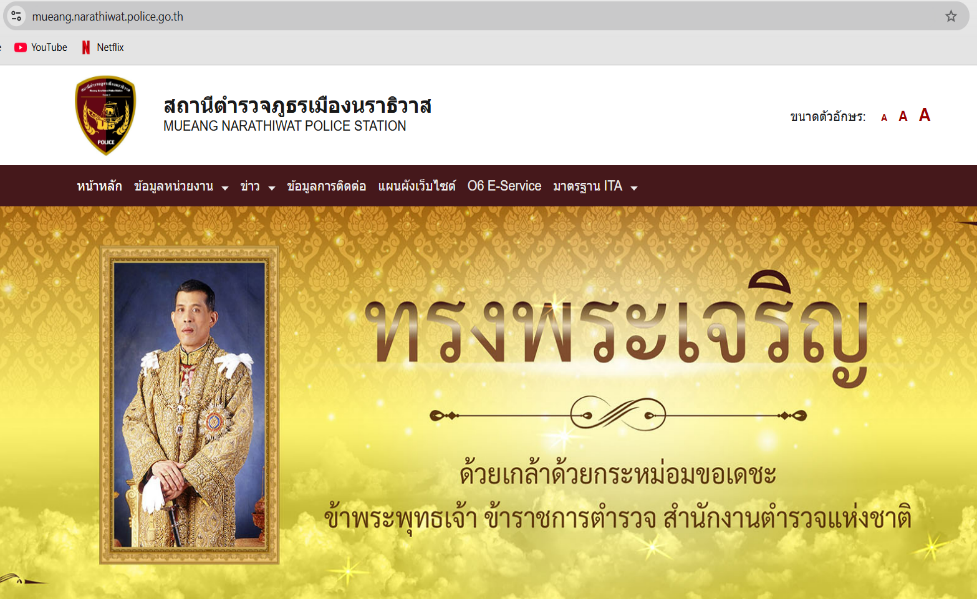 mueang.narathiwat.police.go.th
YouTube Netflix
สถานีตำรวจภูธรเมืองนราธิวาส
MUEANG NARATHIWAT POLICE STATION
ขนาดตัวอักษร: A A A
POLICE
หน้าหลัก ข้อมูลหน่วยงาน ข่าว ข้อมูลการติดต่อ แผนผังเว็บไซต์ O6 E-Service มาตรฐาน ITA
ทรงพระเจริญ
ด้วยเกล้าด้วยกระหม่อมขอเดชะ
ข้าพระพุทธเจ้า ข้าราชการตำรวจ สำนักงานตำรวจแห่งชาติ